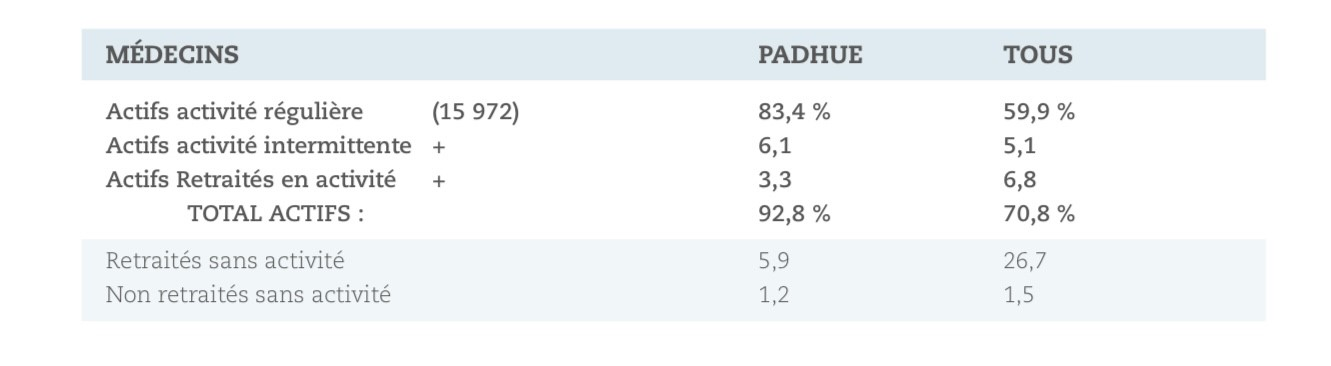 MÉDECINS PADHUE TOUS
Actifs activité régulière (15 972) 83,4 % 59,9 %
Actifs activité intermittente + 6,1 5,1
Actifs Retraités en activité + 3,3 6,8
TOTAL ACTIFS : 92,8 % 70,8 %
Retraités sans activité 5,9 26,7
Non retraités sans activité 1,2 1,5